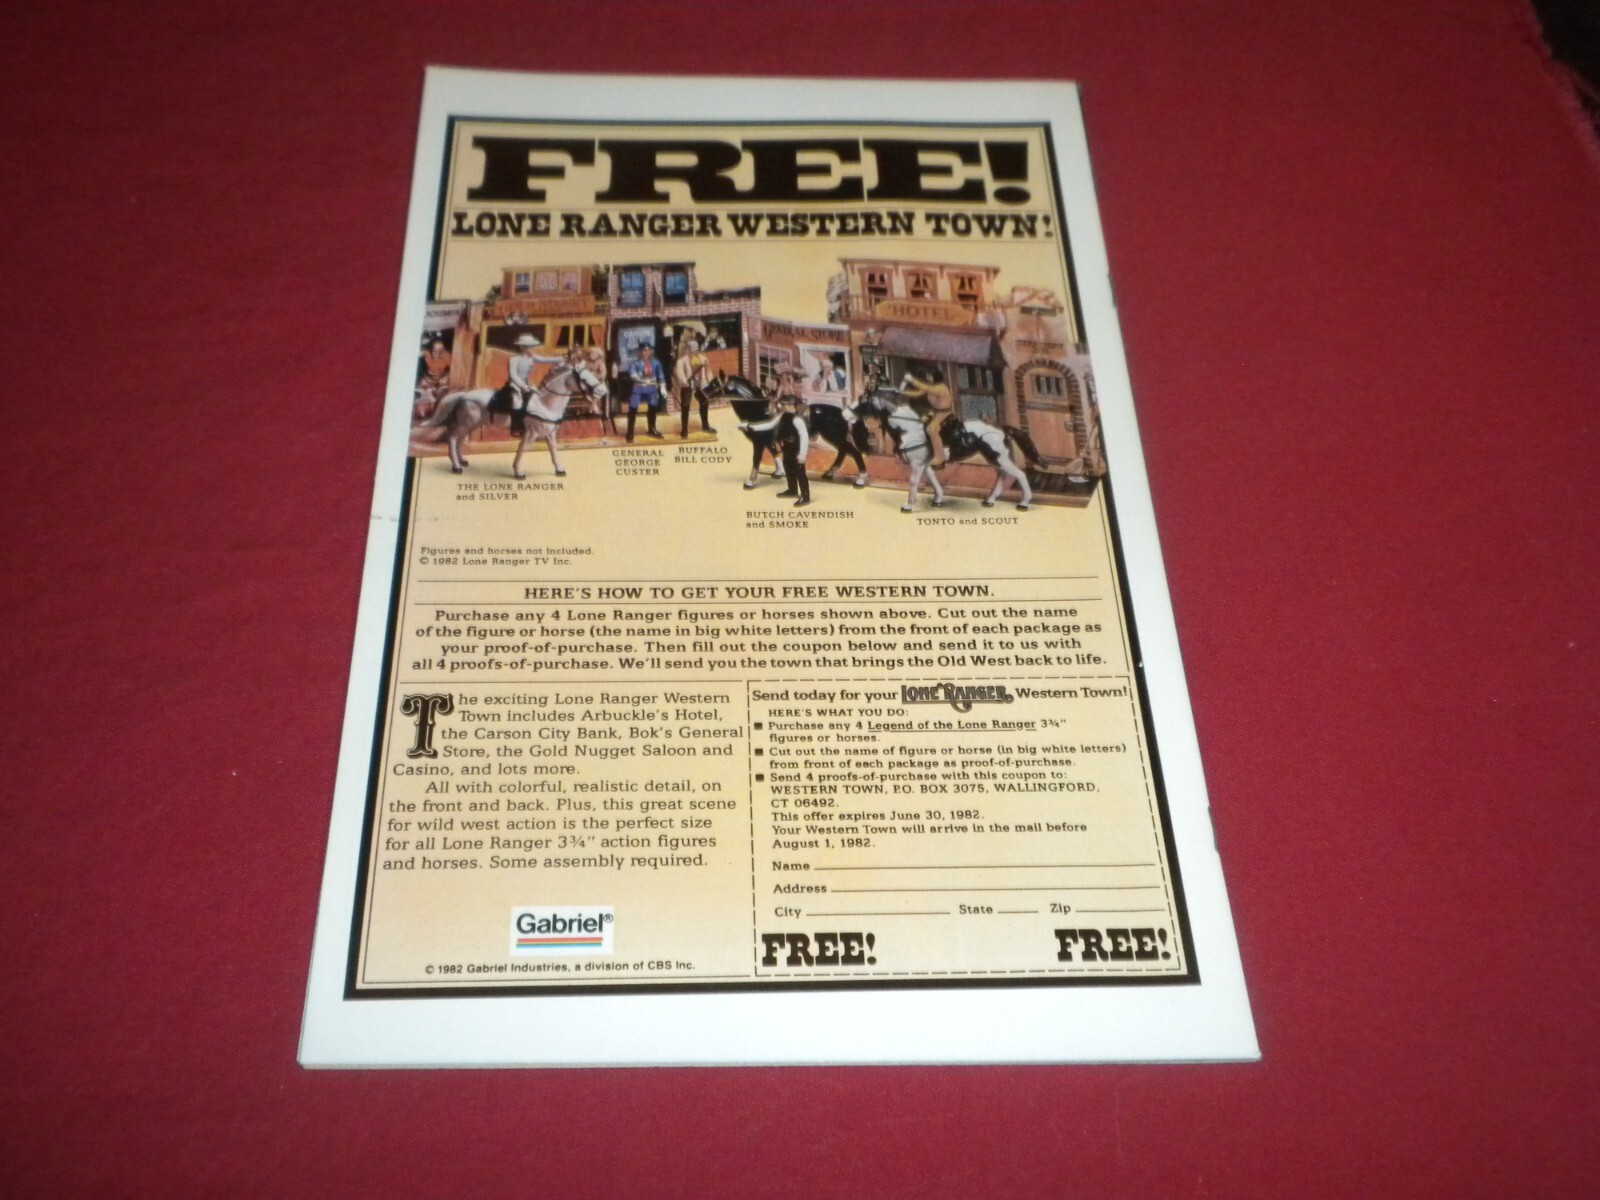 FREE!
LONE RANGER WESTERN TOWN!
HOTEL
GENERAL STORE
THE LONE RANGER
and SILVER
GENERAL
GEORGE
CUSTER
BUFFALO
BILL CODY
BUTCH CAVENDISH
and SMOKE
TONTO and SCOUT
Figures and horses not included.
© 1982 Lone Ranger TV Inc.
HERE'S HOW TO GET YOUR FREE WESTERN TOWN.
Purchase any 4 Lone Ranger figures or horses shown above. Cut out the name
of the figure or horse (the name in big white letters) from the front of each package as
your proof-of-purchase. Then fill out the coupon below and send it to us with
all 4 proofs-of-purchase. We'll send you the town that brings the Old West back to life.
The exciting Lone Ranger Western
Town includes Arbuckle's Hotel,
the Carson City Bank, Bok's General
Store, the Gold Nugget Saloon and
Casino, and lots more.
All with colorful, realistic detail, on
the front and back. Plus, this great scene
for wild west action is the perfect size
for all Lone Ranger 3¾" action figures
and horses. Some assembly required.
Gabriel®
© 1982 Gabriel Industries, a division of CBS Inc.
Send today for your LONE RANGER Western Town!
HERE'S WHAT YOU DO:
■ Purchase any 4 Legend of the Lone Ranger 3¾"
figures or horses.
■ Cut out the name of figure or horse (in big white letters)
from front of each package as proof-of-purchase.
■ Send 4 proofs-of-purchase with this coupon to:
WESTERN TOWN, P.O. BOX 3075, WALLINGFORD,
CT 06492.
This offer expires June 30, 1982.
Your Western Town will arrive in the mail before
August 1, 1982.
Name
Address
City State Zip
FREE! FREE!